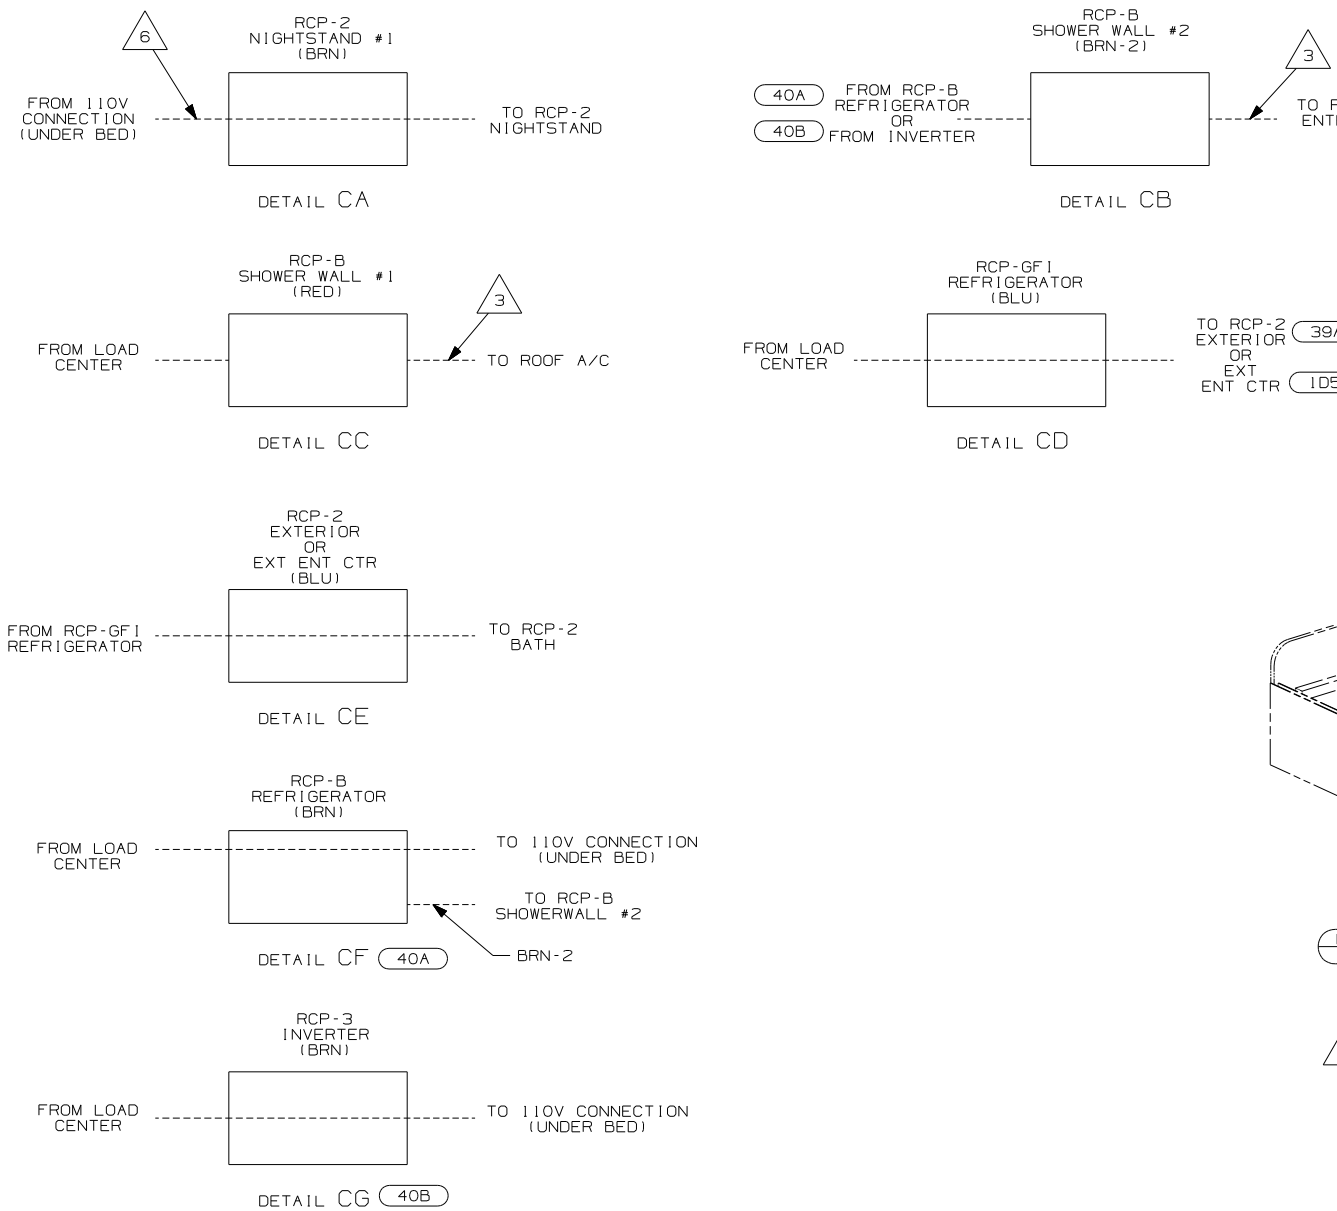 6
RCP-2
NIGHTSTAND #1
(BRN)
FROM 110V
CONNECTION
(UNDER BED)
TO RCP-2
NIGHTSTAND
DETAIL CA
RCP-B
SHOWER WALL #2
(BRN-2)
3
40A
40B
FROM RCP-B
REFRIGERATOR
OR
FROM INVERTER
TO
DETAIL CB
RCP-B
SHOWER WALL #1
(RED)
3
FROM LOAD
CENTER
TO ROOF A/C
DETAIL CC
RCP-GFI
REFRIGERATOR
(BLU)
FROM LOAD
CENTER
TO RCP-2 39A
EXTERIOR
OR
EXT
ENT CTR
DETAIL CD
RCP-2
EXTERIOR
OR
EXT ENT CTR
(BLU)
FROM RCP-GFI
REFRIGERATOR
TO RCP-2
BATH
DETAIL CE
RCP-B
REFRIGERATOR
(BRN)
FROM LOAD
CENTER
TO 110V CONNECTION
(UNDER BED)
TO RCP-B
SHOWERWALL #2
BRN-2
DETAIL CF 40A
RCP-3
INVERTER
(BRN)
FROM LOAD
CENTER
TO 110V CONNECTION
(UNDER BED)
DETAIL CG 40B